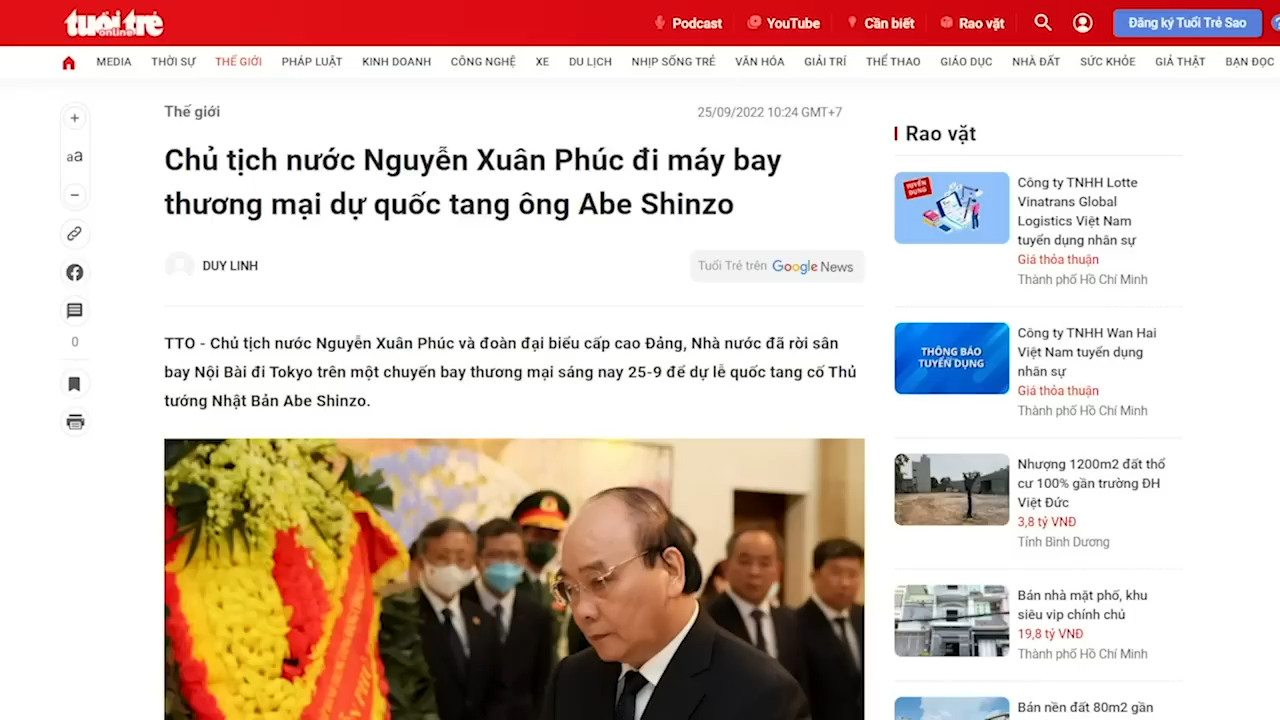 tuổi trẻ
online
Podcast
YouTube
Cần biết
Rao vặt
Đăng ký Tuổi Trẻ Sao
MEDIA
THỜI SỰ
THẾ GIỚI
PHÁP LUẬT
KINH DOANH
CÔNG NGHỆ
XE
DU LỊCH
NHỊP SỐNG TRẺ
VĂN HÓA
GIẢI TRÍ
THỂ THAO
GIÁO DỤC
NHÀ ĐẤT
SỨC KHỎE
GIẢ THẬT
BẠN ĐỌC
+
aa
−
0
Thế giới
25/09/2022 10:24 GMT+7
Chủ tịch nước Nguyễn Xuân Phúc đi máy bay
thương mại dự quốc tang ông Abe Shinzo
DUY LINH
Tuổi Trẻ trên Google News
TTO - Chủ tịch nước Nguyễn Xuân Phúc và đoàn đại biểu cấp cao Đảng, Nhà nước đã rời sân
bay Nội Bài đi Tokyo trên một chuyến bay thương mại sáng nay 25-9 để dự lễ quốc tang cố Thủ
tướng Nhật Bản Abe Shinzo.
Rao vặt
TUYỂN
DỤNG
Công ty TNHH Lotte
Vinatrans Global
Logistics Việt Nam
tuyển dụng nhân sự
Giá thỏa thuận
Thành phố Hồ Chí Minh
THÔNG BÁO
TUYỂN DỤNG
Công ty TNHH Wan Hai
Việt Nam tuyển dụng
nhân sự
Giá thỏa thuận
Thành phố Hồ Chí Minh
Nhượng 1200m2 đất thổ
cư 100% gần trường ĐH
Việt Đức
3,8 tỷ VNĐ
Tỉnh Bình Dương
Bán nhà mặt phố, khu
siêu vip chính chủ
19,8 tỷ VNĐ
Thành phố Hồ Chí Minh
Bán nền đất 80m2 gần